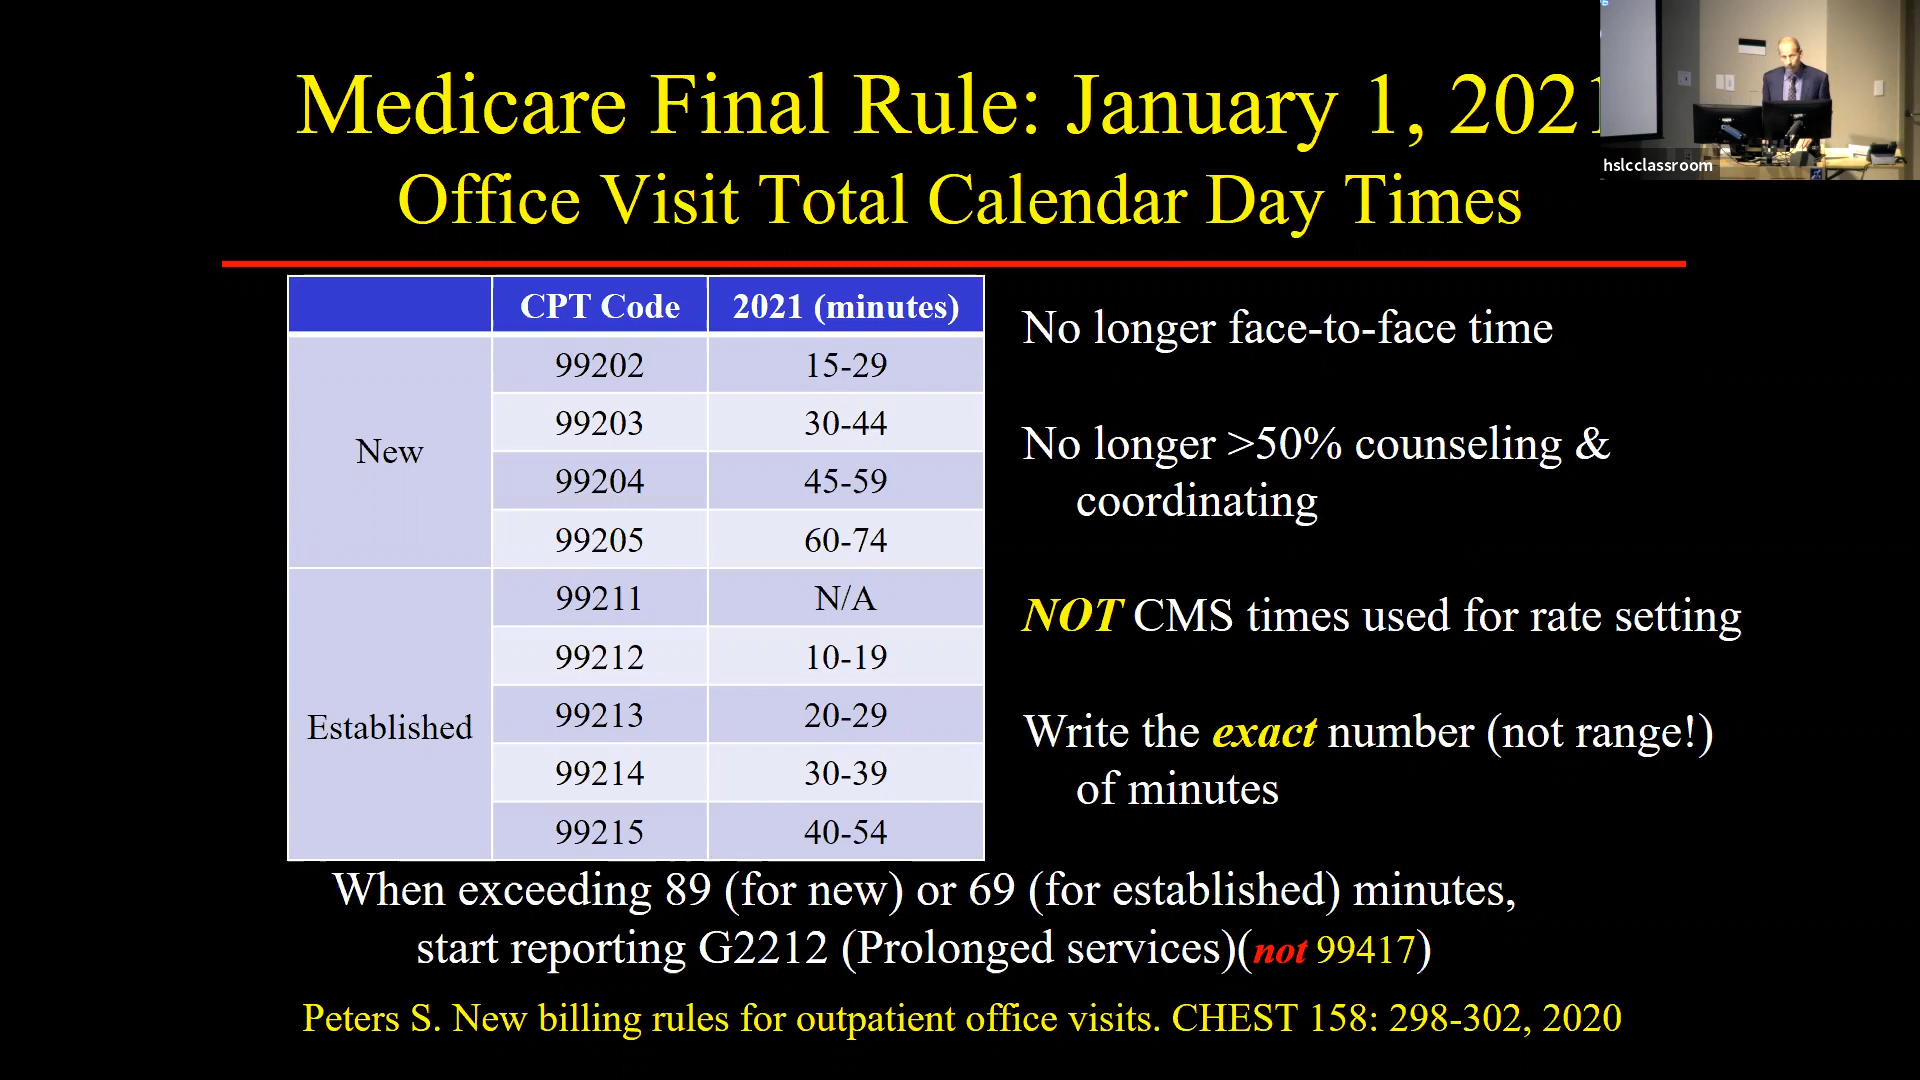 Medicare Final Rule: January 1, 2021
hslcclassroom
Office Visit Total Calendar Day Times
CPT Code 2021 (minutes)
New
99202 15-29
99203 30-44
99204 45-59
99205 60-74
Established
99211 N/A
99212 10-19
99213 20-29
99214 30-39
99215 40-54
No longer face-to-face time
No longer >50% counseling &
coordinating
NOT CMS times used for rate setting
Write the exact number (not range!)
of minutes
When exceeding 89 (for new) or 69 (for established) minutes,
start reporting G2212 (Prolonged services)(not 99417)
Peters S. New billing rules for outpatient office visits. CHEST 158: 298-302, 2020